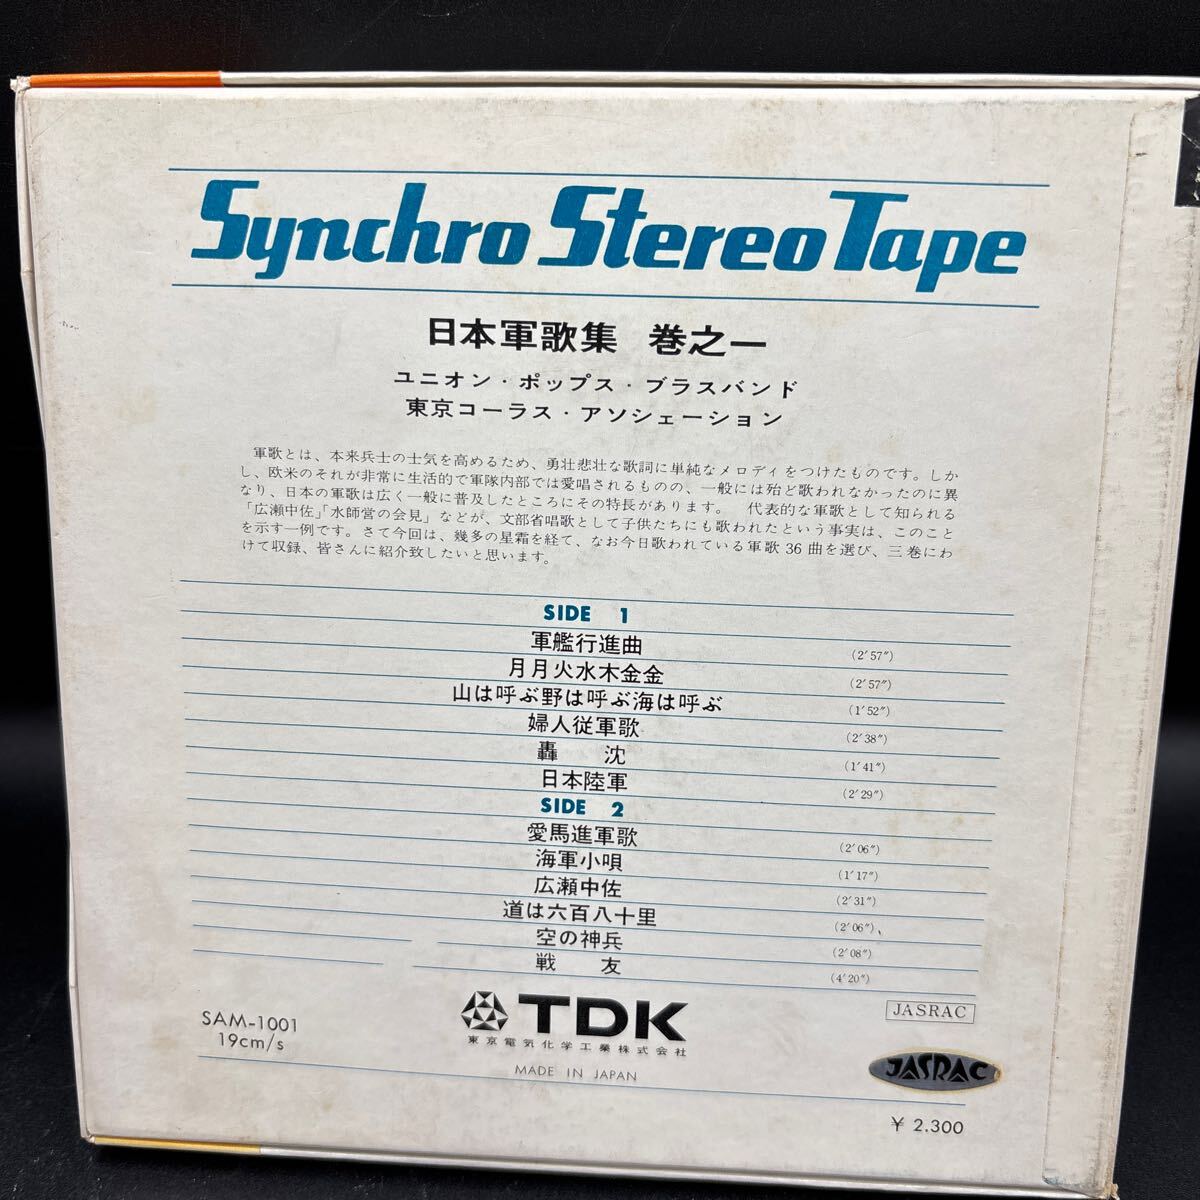 Synchro Stereo Tape
日本軍歌集 巻之一
ユニオン・ポップス・ブラスバンド
東京コーラス・アソシェーション
軍歌とは、本来兵士の士気を高めるため、勇壮悲壮な歌詞に単純なメロディをつけたものです。しか
し、欧米のそれが非常に生活的で軍隊内部では愛唱されるものの、一般には殆ど歌われなかったのに異
なり、日本の軍歌は広く一般に普及したところにその特長があります。 代表的な軍歌として知られる
「広瀬中佐」「水師営の会見」などが、文部省唱歌として子供たちにも歌われたという事実は、このこと
を示す一例です。さて今回は、幾多の星霜を経て、なお今日歌われている軍歌36曲を選び、三巻にわ
けて収録、皆さんに紹介致したいと思います。
SIDE 1
軍艦行進曲 (2′57″)
月月火水木金金 (2′57″)
山は呼ぶ野は呼ぶ海は呼ぶ (1′52″)
婦人従軍歌 (2′38″)
轟 沈 (1′41″)
日本陸軍 (2′29″)
SIDE 2
愛馬進軍歌 (2′06″)
海軍小唄 (1′17″)
広瀬中佐 (2′31″)
道は六百八十里 (2′06″)、
空の神兵 (2′08″)
戦 友 (4′20″)
SAM-1001
19cm/s
TDK
東京電気化学工業株式会社
MADE IN JAPAN
JASRAC
JASRAC
¥ 2.300